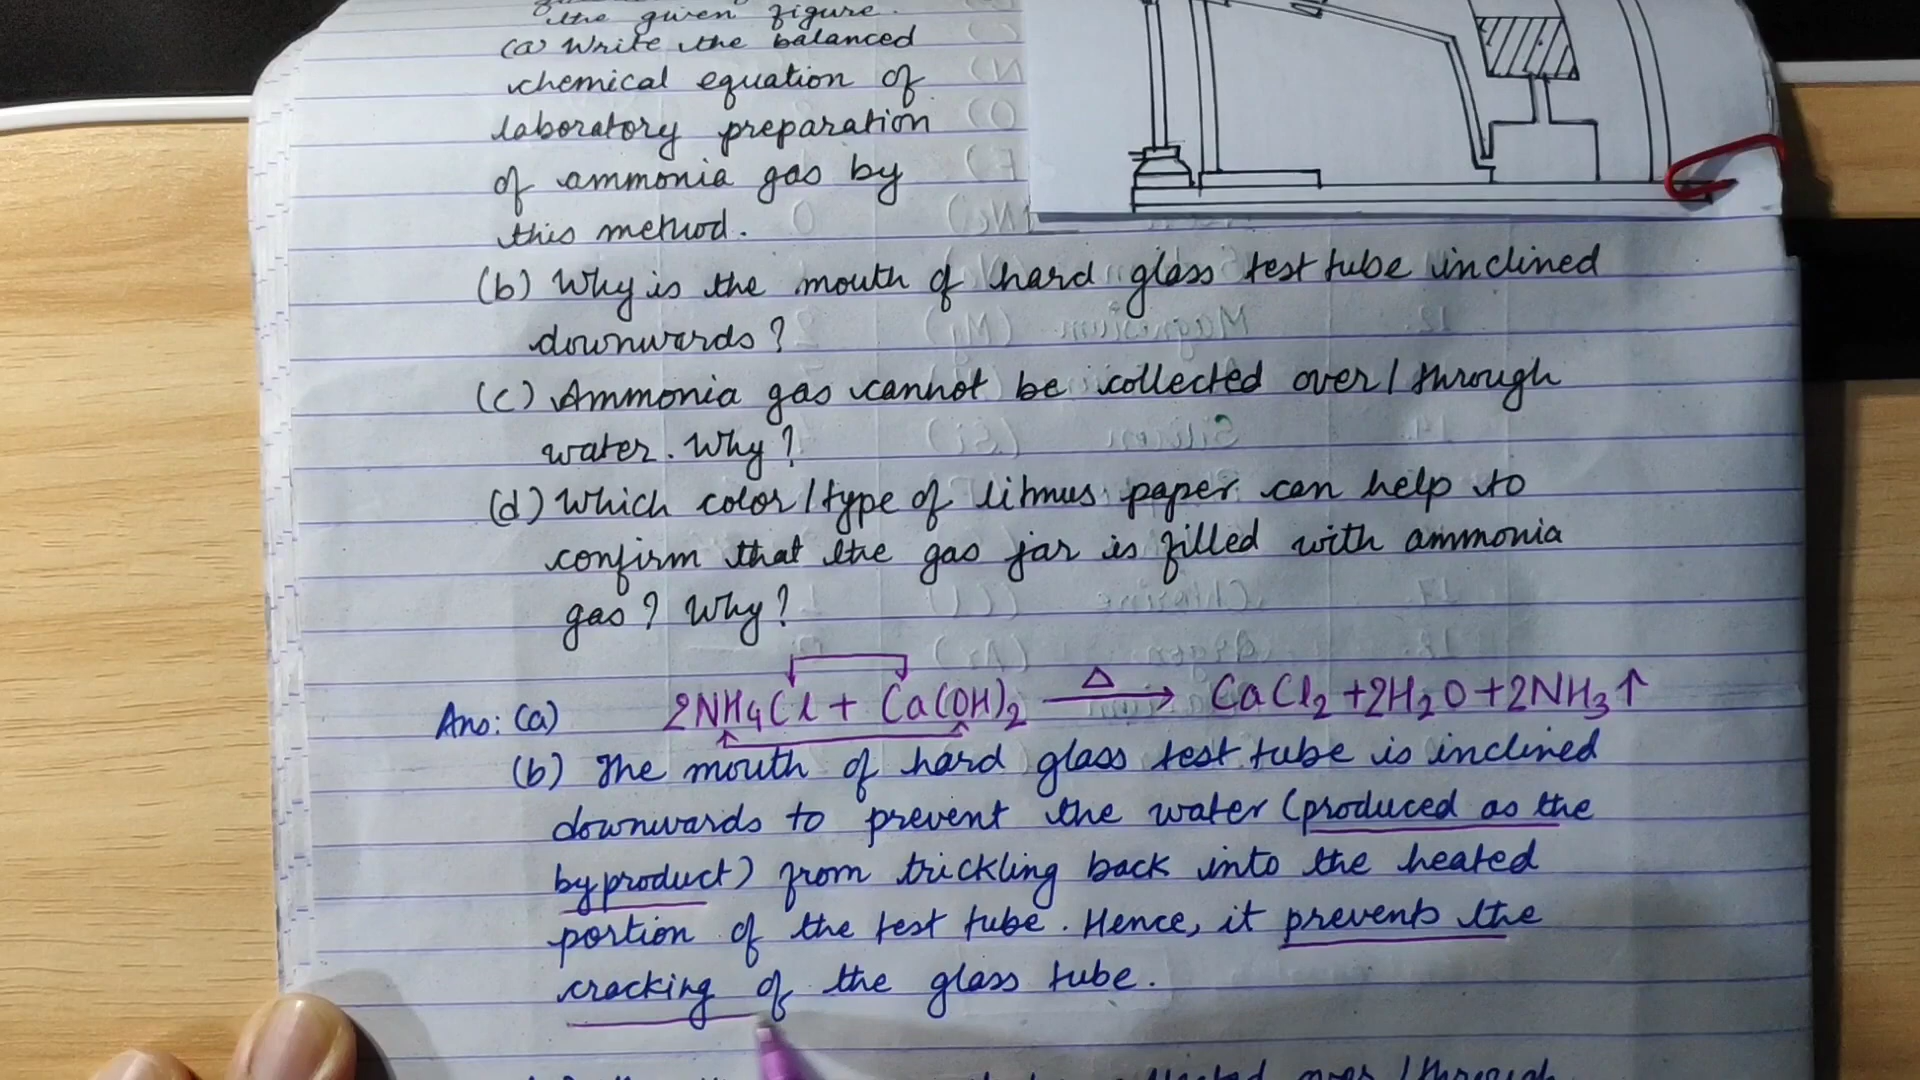 the given figure.
(a) Write the balanced
chemical equation of
laboratory preparation
of ammonia gas by
this method.
(b) Why is the mouth of hard glass test tube inclined
downwards?
(c) Ammonia gas cannot be collected over/through
water. Why?
(d) Which color/type of litmus paper can help to
confirm that the gas jar is filled with ammonia
gas? Why?
Ans: (a) 2NH4Cl + Ca(OH)2 —Δ→ CaCl2 +2H2O+2NH3↑
(b) The mouth of hard glass test tube is inclined
downwards to prevent the water (produced as the
byproduct) from trickling back into the heated
portion of the test tube. Hence, it prevents the
cracking of the glass tube.
over/through